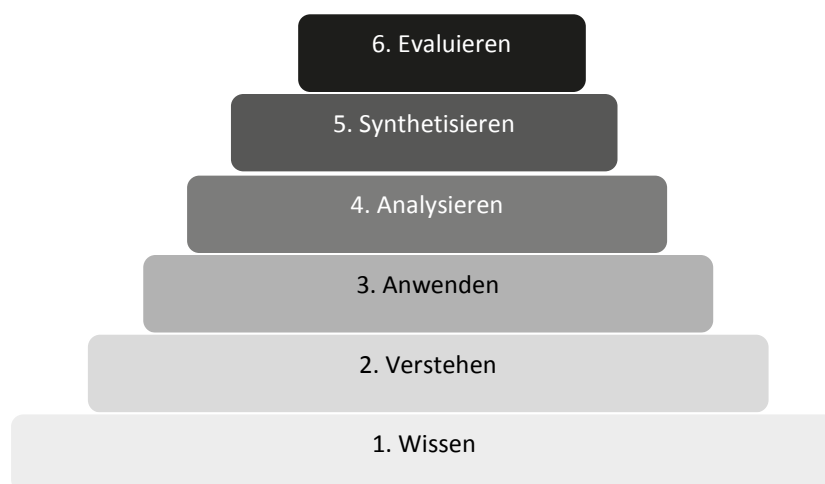 6. Evaluieren
5. Synthetisieren
4. Analysieren
3. Anwenden
2. Verstehen
1. Wissen